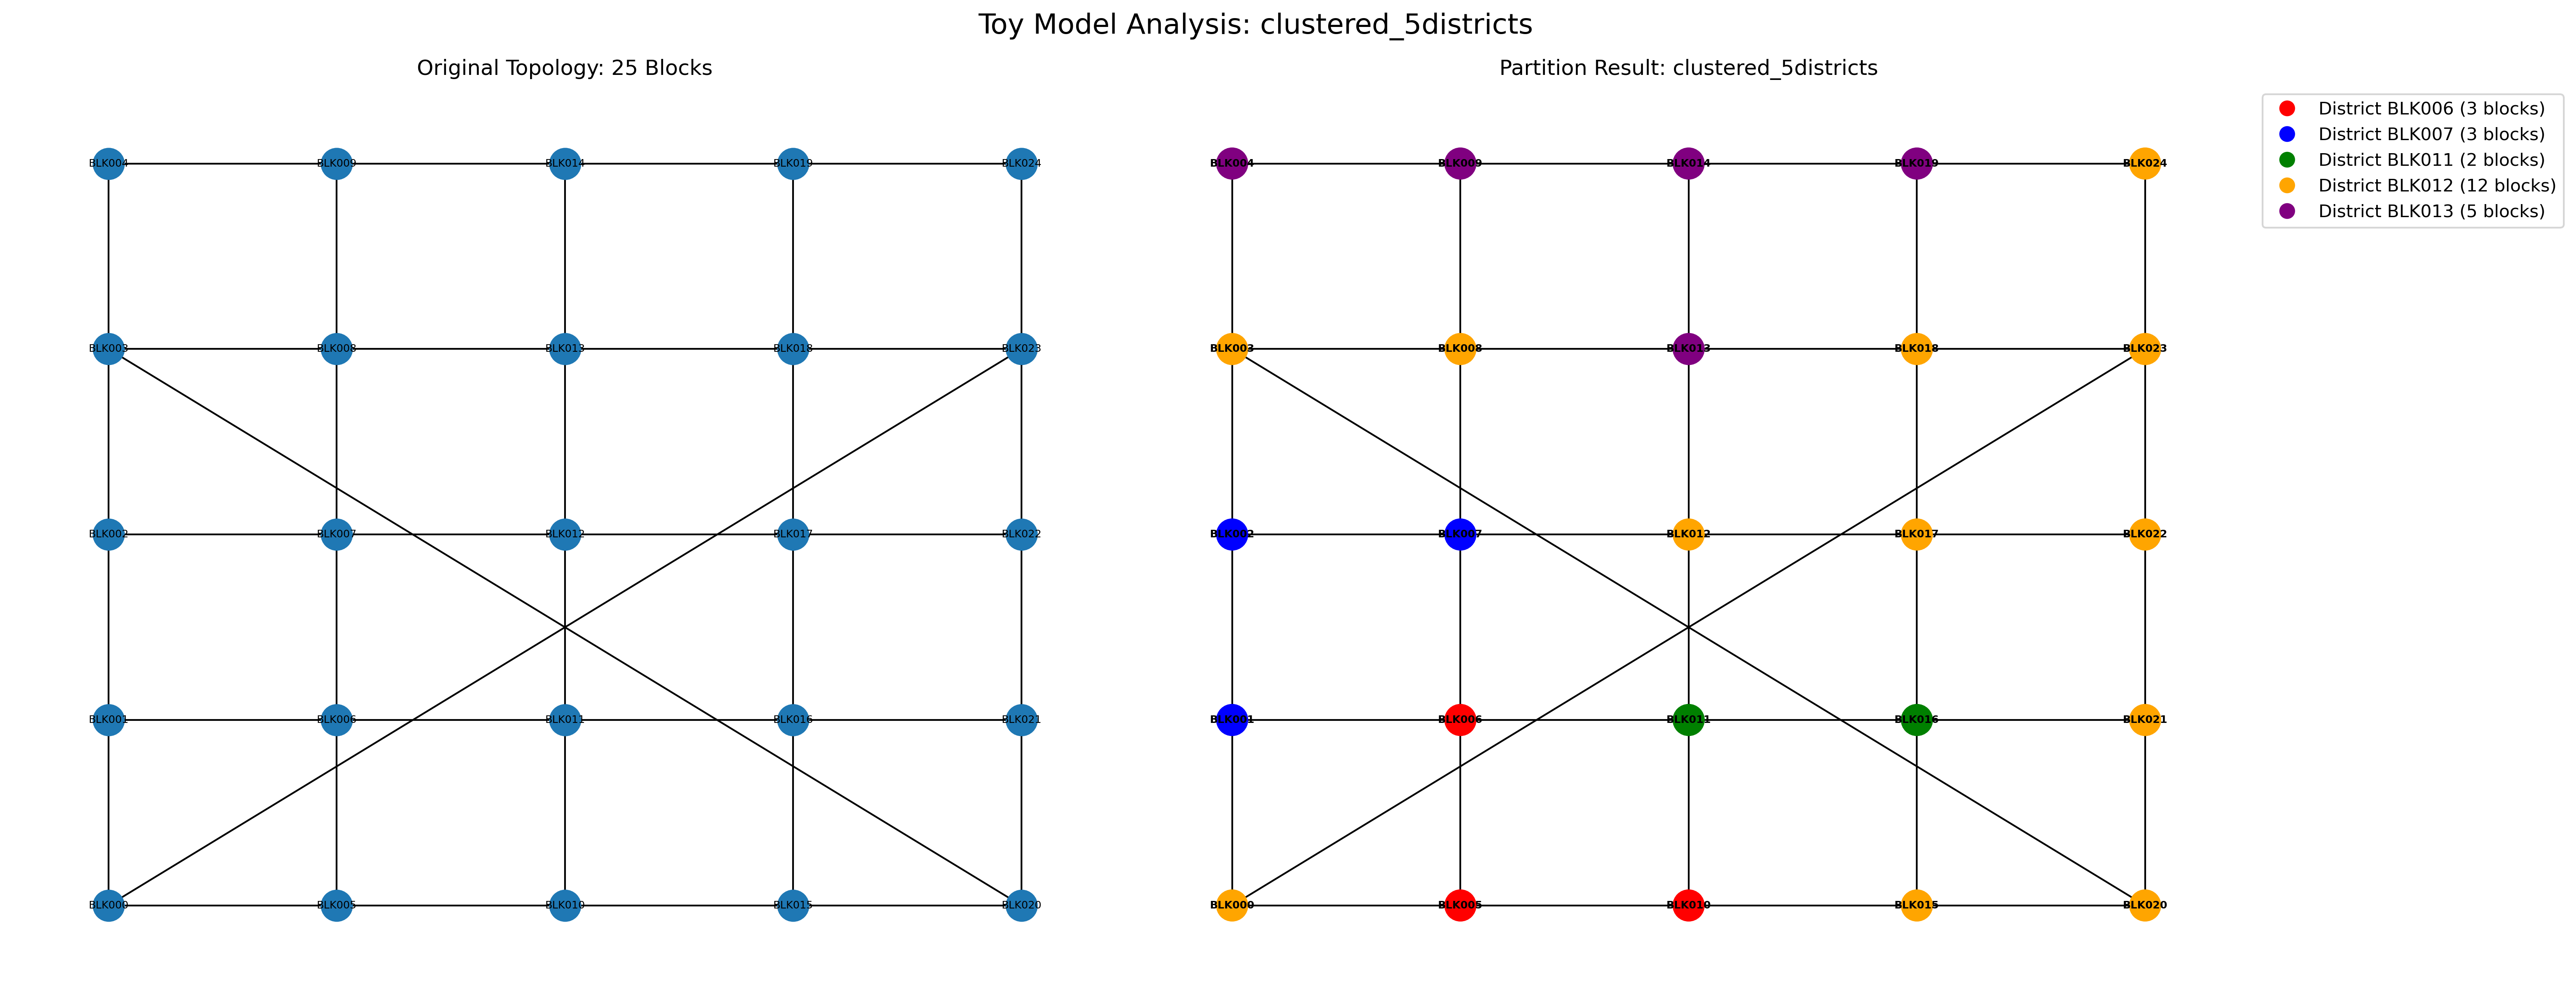 Toy Model Analysis: clustered_5districts
Original Topology: 25 Blocks
BLK004 BLK009 BLK014 BLK019 BLK024
BLK003 BLK008 BLK013 BLK018 BLK023
BLK002 BLK007 BLK012 BLK017 BLK022
BLK001 BLK006 BLK011 BLK016 BLK021
BLK000 BLK005 BLK010 BLK015 BLK020
Partition Result: clustered_5districts
BLK004 BLK009 BLK014 BLK019 BLK024
BLK003 BLK008 BLK013 BLK018 BLK023
BLK002 BLK007 BLK012 BLK017 BLK022
BLK001 BLK006 BLK011 BLK016 BLK021
BLK000 BLK005 BLK010 BLK015 BLK020
District BLK006 (3 blocks)
District BLK007 (3 blocks)
District BLK011 (2 blocks)
District BLK012 (12 blocks)
District BLK013 (5 blocks)